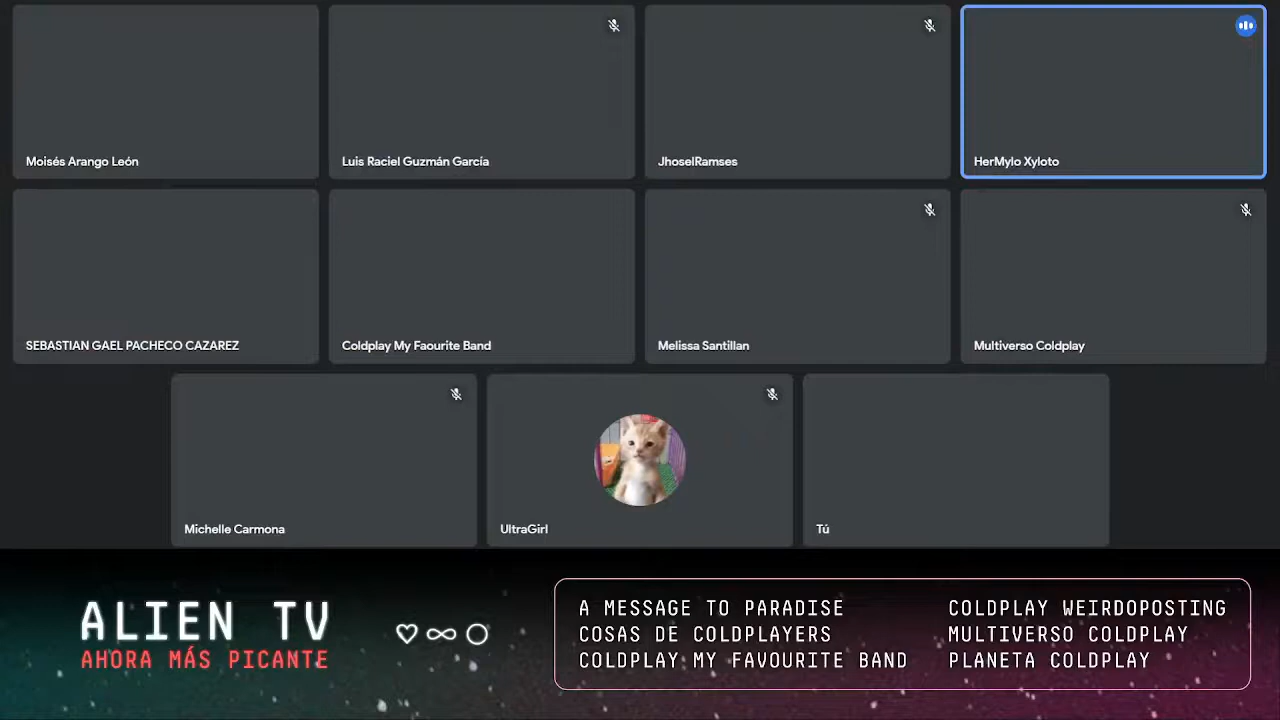 Moisés Arango León
Luis Raciel Guzmán García
JhoselRamses
HerMylo Xyloto
SEBASTIAN GAEL PACHECO CAZAREZ
Coldplay My Faourite Band
Melissa Santillan
Multiverso Coldplay
Michelle Carmona
UltraGirl
Tú
ALIEN TV
AHORA MÁS PICANTE
A MESSAGE TO PARADISE
COSAS DE COLDPLAYERS
COLDPLAY MY FAVOURITE BAND
COLDPLAY WEIRDOPOSTING
MULTIVERSO COLDPLAY
PLANETA COLDPLAY